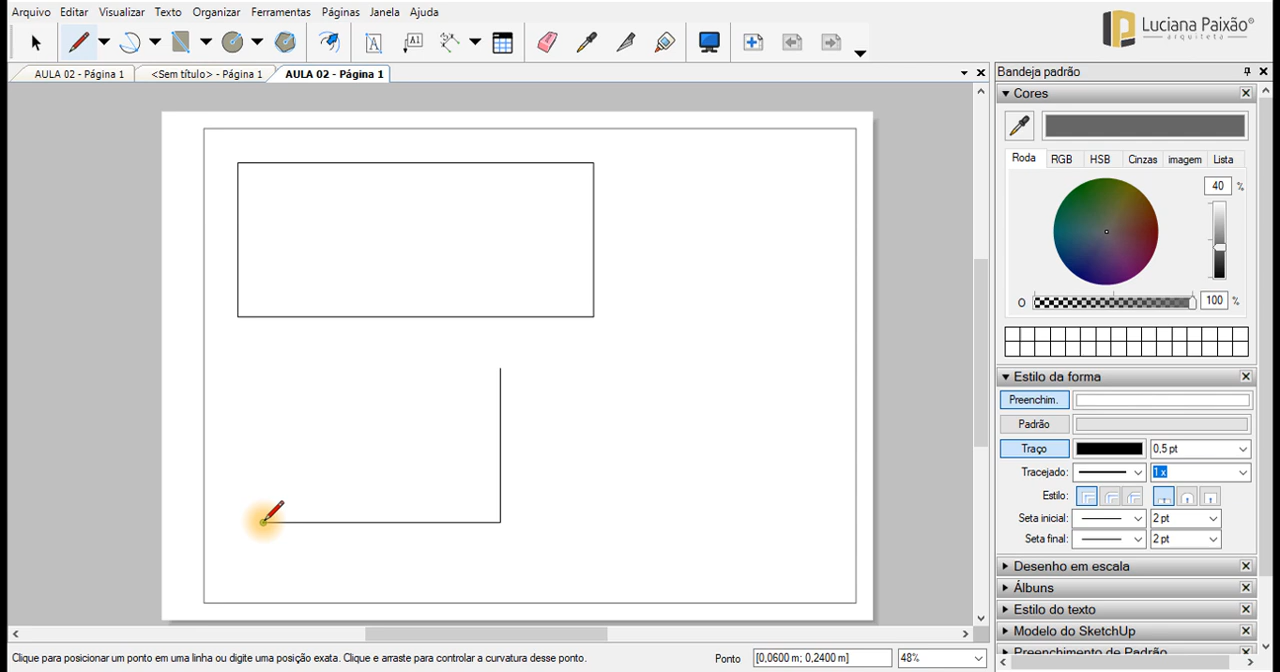 Arquivo Editar Visualizar Texto Organizar Ferramentas Páginas Janela Ajuda
Luciana Paixão
arquiteta
A
A1
AULA 02 - Página 1
<Sem título> - Página 1
AULA 02 - Página 1
Bandeja padrão
Cores
Roda RGB HSB Cinzas imagem Lista
40 %
O 100 %
Estilo da forma
Preenchim.
Padrão
Traço 0,5 pt
Tracejado: 1 x
Estilo:
Seta inicial: 2 pt
Seta final: 2 pt
Desenho em escala
Álbuns
Estilo do texto
Modelo do SketchUp
Preenchimento de Padrão
Clique para posicionar um ponto em uma linha ou digite uma posição exata. Clique e arraste para controlar a curvatura desse ponto.
Ponto [0,0600 m; 0,2400 m] 48%